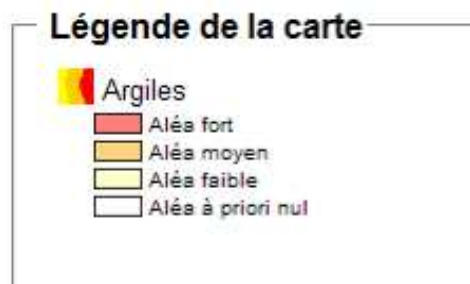 Légende de la carte
Argiles
Aléa fort
Aléa moyen
Aléa faible
Aléa à priori nul